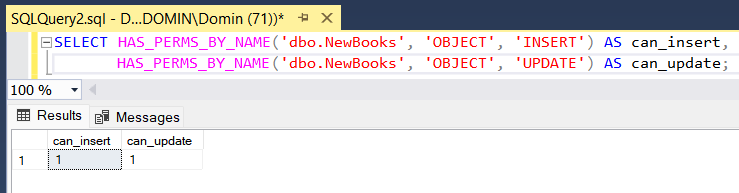 SQLQuery2.sql - D...DOMIN\Domin (71))*
SELECT HAS_PERMS_BY_NAME('dbo.NewBooks', 'OBJECT', 'INSERT') AS can_insert,
HAS_PERMS_BY_NAME('dbo.NewBooks', 'OBJECT', 'UPDATE') AS can_update;
100 %
Results Messages
can_insert can_update
1 1 1